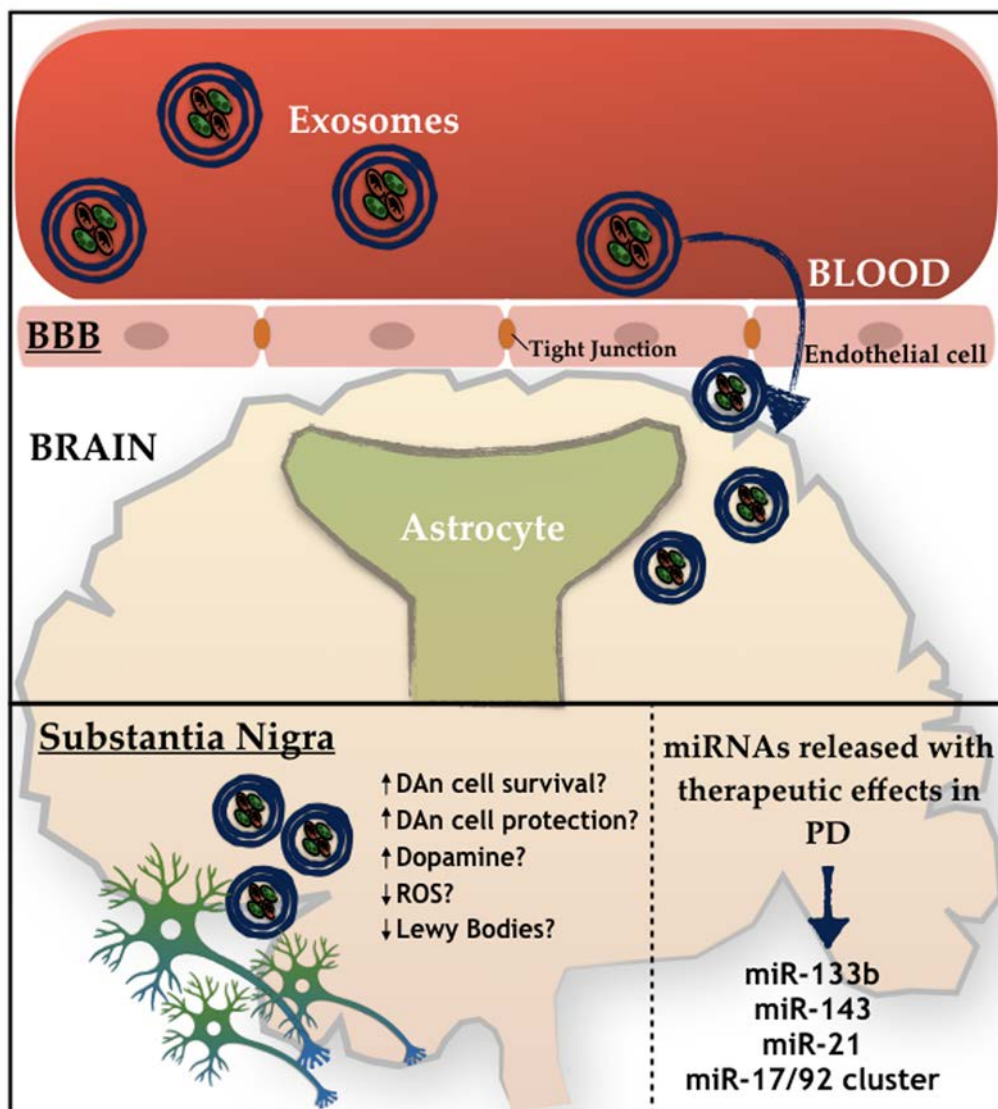 Exosomes
BLOOD
BBB
Tight Junction
Endothelial cell
BRAIN
Astrocyte
Substantia Nigra
↑ DAn cell survival?
↑ DAn cell protection?
↑ Dopamine?
↓ ROS?
↓ Lewy Bodies?
miRNAs released with
therapeutic effects in
PD
miR-133b
miR-143
miR-21
miR-17/92 cluster